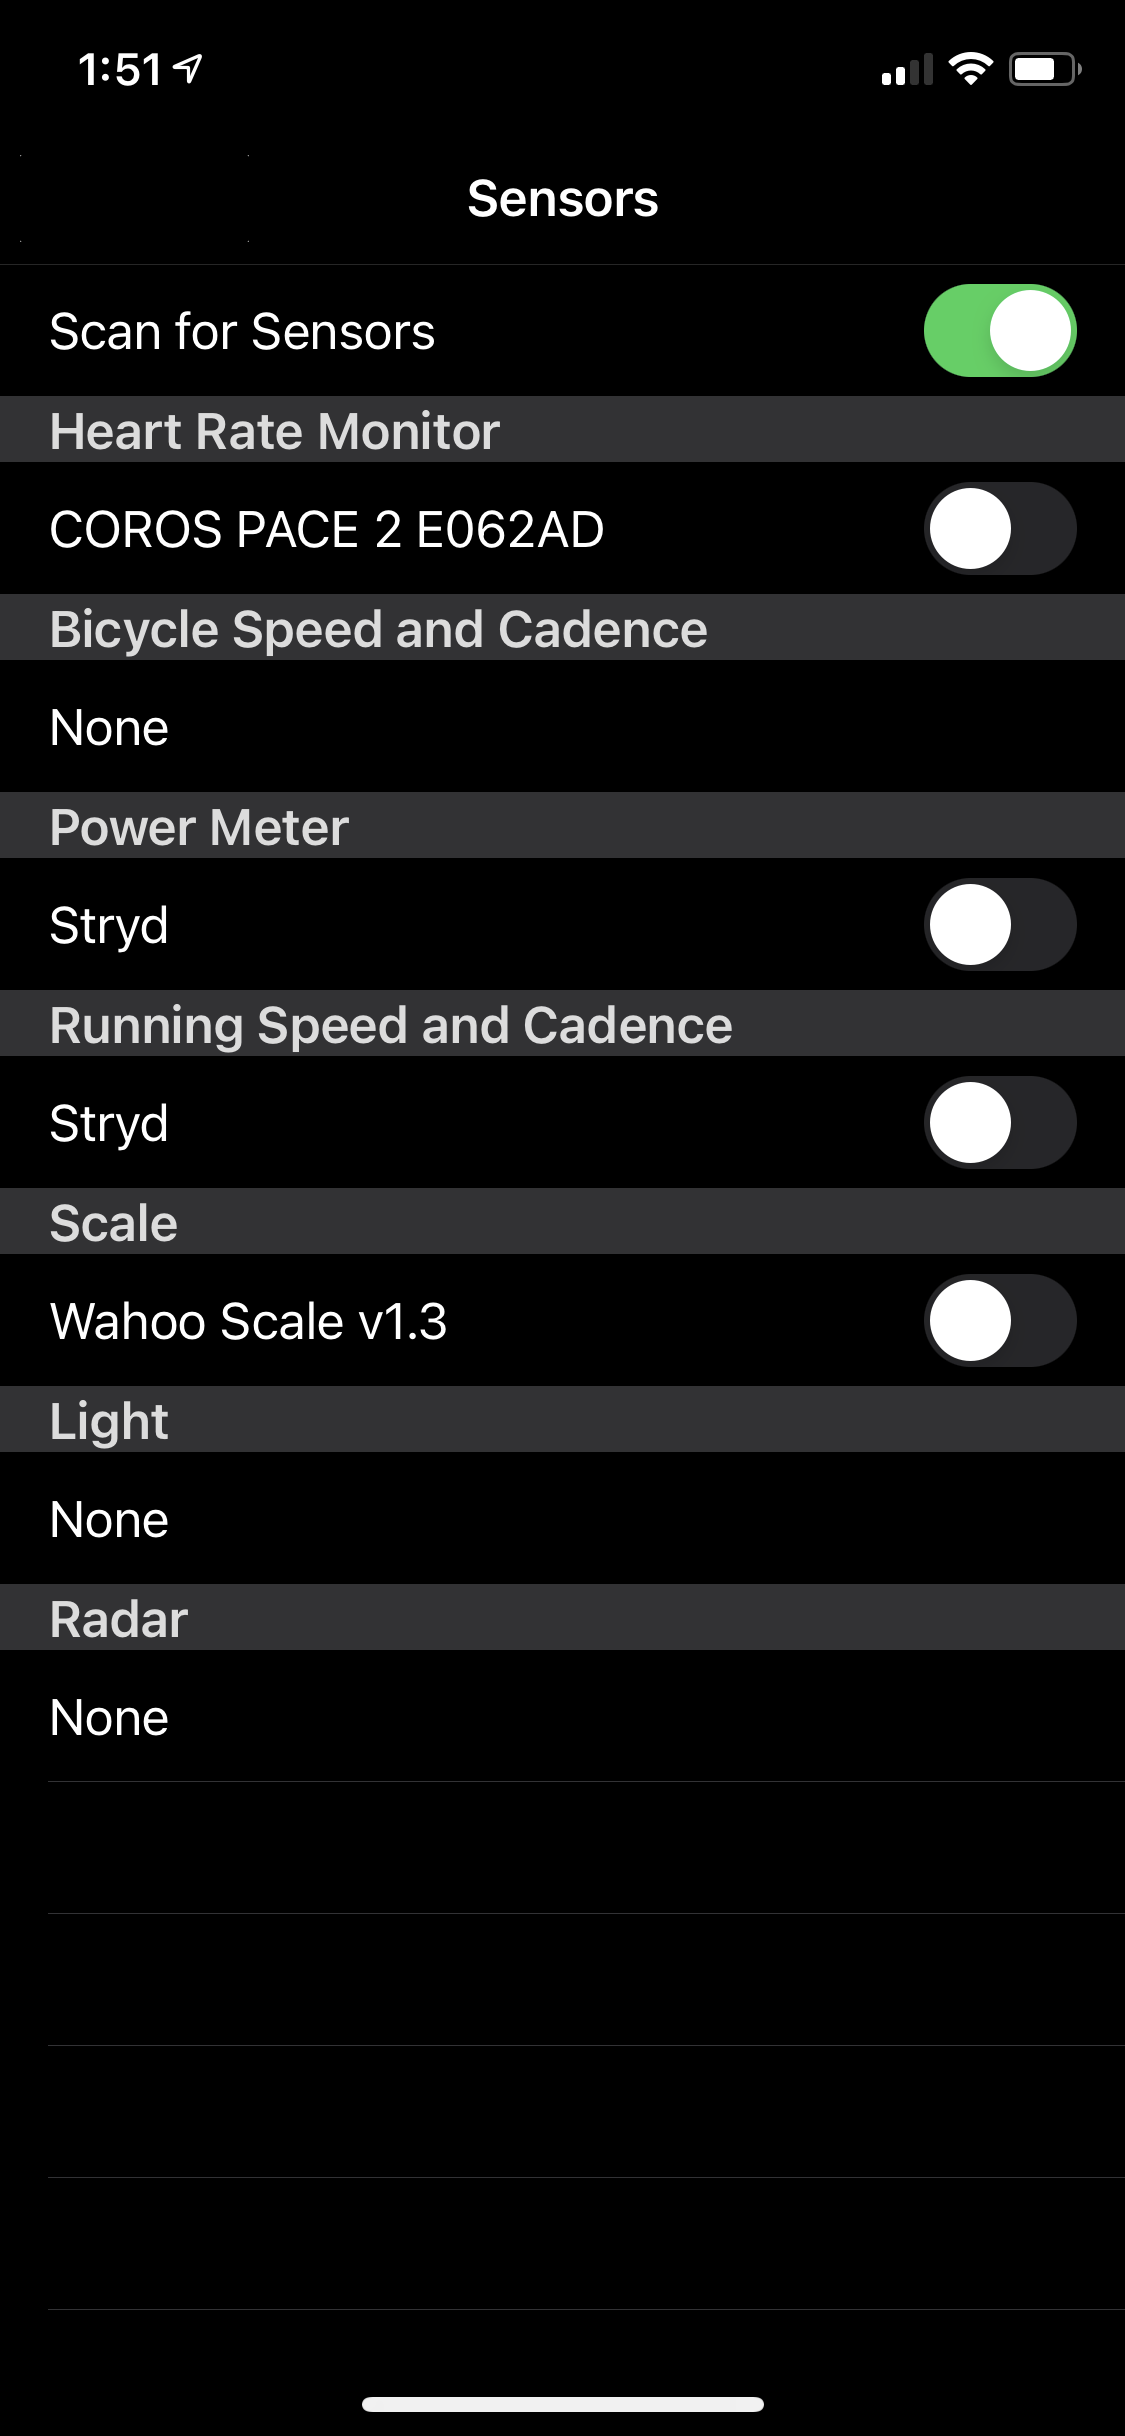 1:51
Sensors
Scan for Sensors
Heart Rate Monitor
COROS PACE 2 E062AD
Bicycle Speed and Cadence
None
Power Meter
Stryd
Running Speed and Cadence
Stryd
Scale
Wahoo Scale v1.3
Light
None
Radar
None